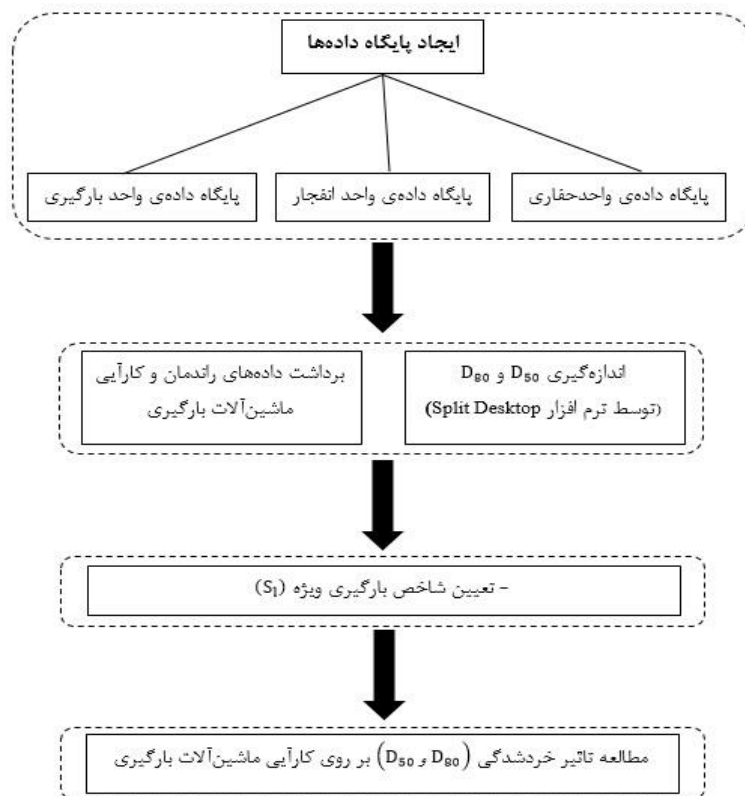 ایجاد پایگاه داده‌ها
پایگاه داده‌ی واحدحفاری
پایگاه داده‌ی واحد انفجار
پایگاه داده‌ی واحد بارگیری
اندازه‌گیری D₅₀ و D₈₀
(توسط ترم افزار Split Desktop)
برداشت داده‌های راندمان و کارآیی
ماشین‌آلات بارگیری
- تعیین شاخص بارگیری ویژه (S₁)
مطالعه تاثیر خردشدگی (D₈₀ و D₅₀) بر روی کارآیی ماشین‌آلات بارگیری